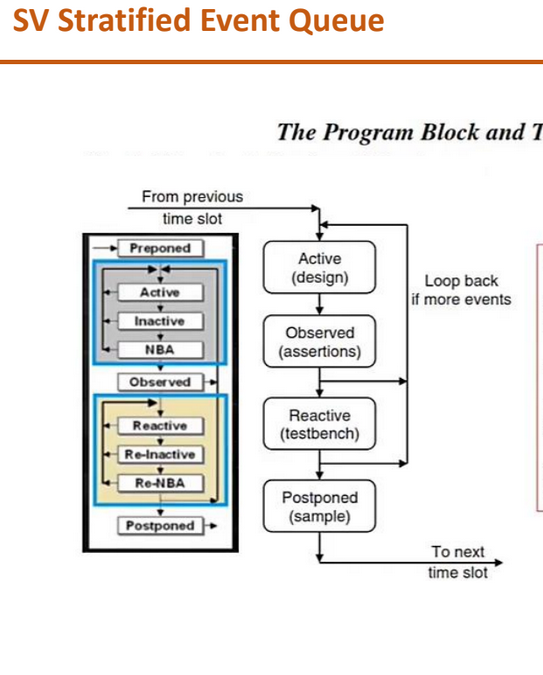 SV Stratified Event Queue
The Program Block and T
From previous
time slot
Preponed
Active
Inactive
NBA
Observed
Reactive
Re-Inactive
Re-NBA
Postponed
Active
(design)
Observed
(assertions)
Reactive
(testbench)
Postponed
(sample)
Loop back
if more events
To next
time slot